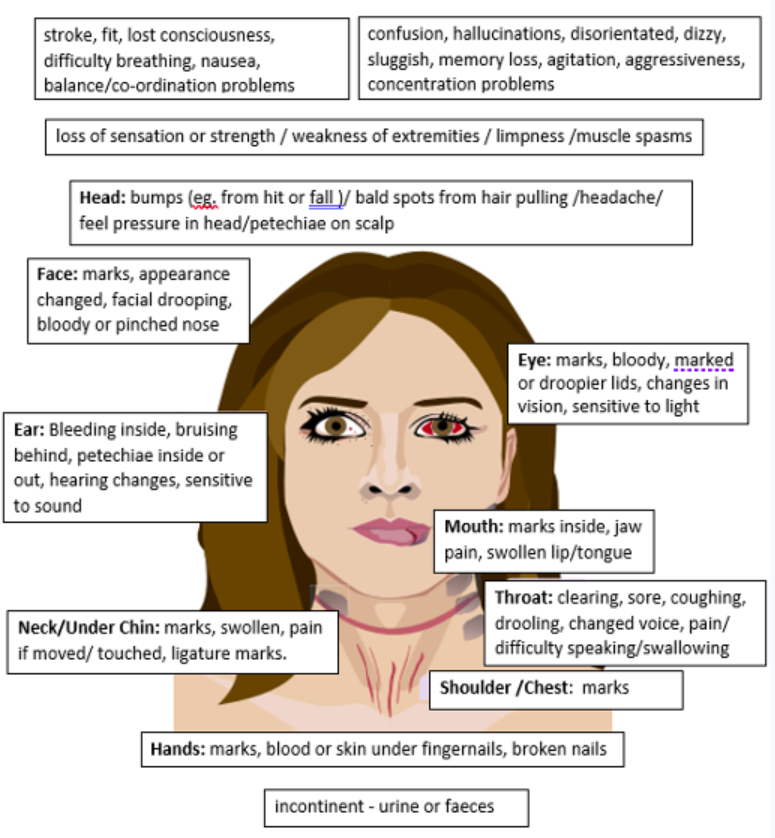 stroke, fit, lost consciousness,
difficulty breathing, nausea,
balance/co-ordination problems
confusion, hallucinations, disorientated, dizzy,
sluggish, memory loss, agitation, aggressiveness,
concentration problems
loss of sensation or strength / weakness of extremities / limpness /muscle spasms
Head: bumps (eg. from hit or fall )/ bald spots from hair pulling /headache/
feel pressure in head/petechiae on scalp
Face: marks, appearance
changed, facial drooping,
bloody or pinched nose
Eye: marks, bloody, marked
or droopier lids, changes in
vision, sensitive to light
Ear: Bleeding inside, bruising
behind, petechiae inside or
out, hearing changes, sensitive
to sound
Mouth: marks inside, jaw
pain, swollen lip/tongue
Throat: clearing, sore, coughing,
drooling, changed voice, pain/
difficulty speaking/swallowing
Neck/Under Chin: marks, swollen, pain
if moved/ touched, ligature marks.
Shoulder /Chest: marks
Hands: marks, blood or skin under fingernails, broken nails
incontinent - urine or faeces